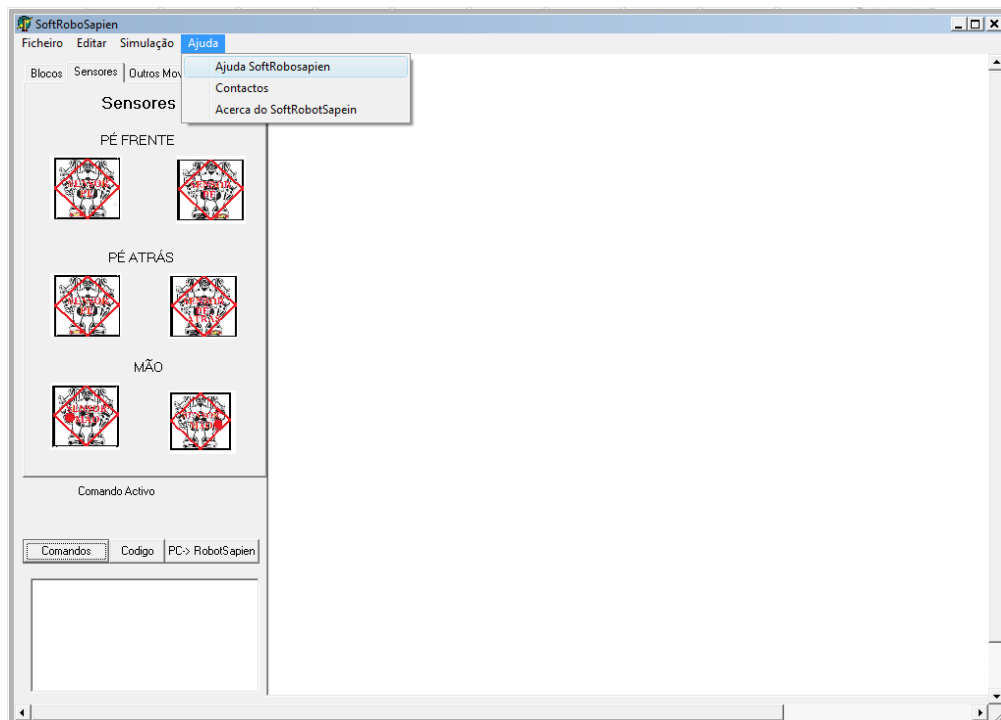 SoftRoboSapien
Ficheiro Editar Simulação Ajuda
Ajuda SoftRobosapien
Contactos
Acerca do SoftRobotSapein
Blocos Sensores Outros Mov
Sensores
PÉ FRENTE
PÉ ATRÁS
MÃO
Comando Activo
Comandos Codigo PC-> RobotSapien